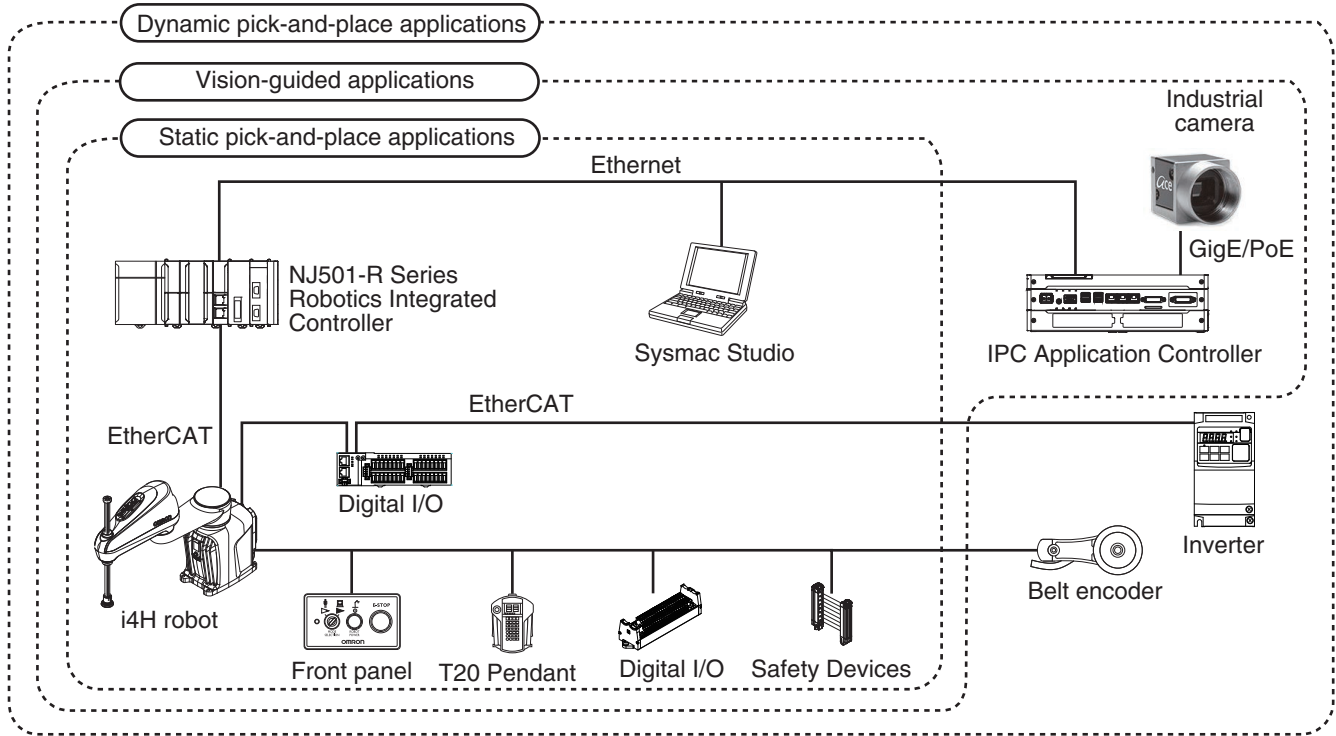 Dynamic pick-and-place applications
Vision-guided applications
Static pick-and-place applications
Industrial
camera
ace
Ethernet
GigE/PoE
NJ501-R Series
Robotics Integrated
Controller
Sysmac Studio
IPC Application Controller
EtherCAT
EtherCAT
Digital I/O
Inverter
Belt encoder
i4H robot
E-STOP
OMRON
Front panel
T20 Pendant
Digital I/O
Safety Devices